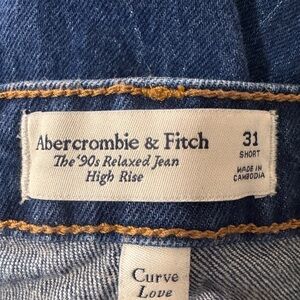 Abercrombie & Fitch
The '90s Relaxed Jean
High Rise
31
SHORT
MADE IN
CAMBODIA
Curve
Love